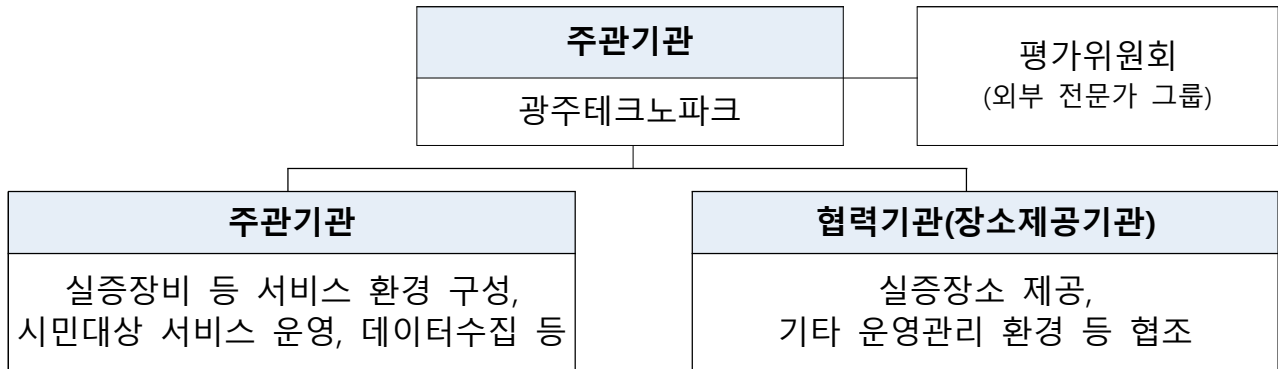 주관기관
광주테크노파크
평가위원회
(외부 전문가 그룹)
주관기관
실증장비 등 서비스 환경 구성,
시민대상 서비스 운영, 데이터수집 등
협력기관(장소제공기관)
실증장소 제공,
기타 운영관리 환경 등 협조